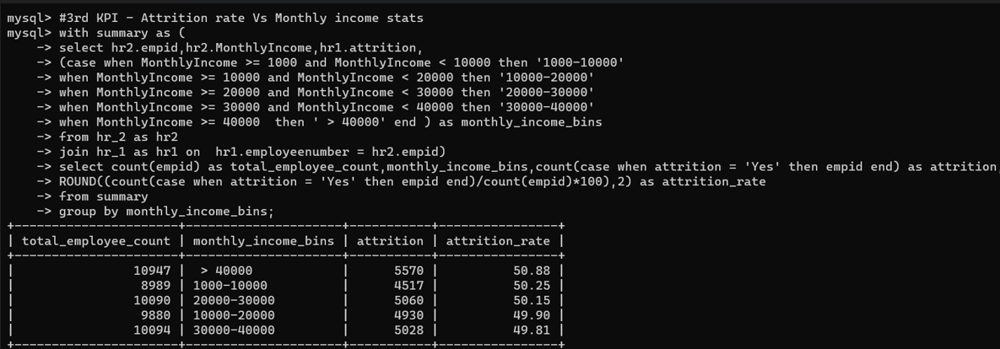 mysql> #3rd KPI - Attrition rate Vs Monthly income stats
mysql> with summary as (
    -> select hr2.empid,hr2.MonthlyIncome,hr1.attrition,
    -> (case when MonthlyIncome >= 1000 and MonthlyIncome < 10000 then '1000-10000'
    -> when MonthlyIncome >= 10000 and MonthlyIncome < 20000 then '10000-20000'
    -> when MonthlyIncome >= 20000 and MonthlyIncome < 30000 then '20000-30000'
    -> when MonthlyIncome >= 30000 and MonthlyIncome < 40000 then '30000-40000'
    -> when MonthlyIncome >= 40000  then ' > 40000' end ) as monthly_income_bins
    -> from hr_2 as hr2
    -> join hr_1 as hr1 on  hr1.employeenumber = hr2.empid)
    -> select count(empid) as total_employee_count,monthly_income_bins,count(case when attrition = 'Yes' then empid end) as attrition,
    -> ROUND((count(case when attrition = 'Yes' then empid end)/count(empid)*100),2) as attrition_rate
    -> from summary
    -> group by monthly_income_bins;
+----------------------+---------------------+-----------+----------------+
| total_employee_count | monthly_income_bins | attrition | attrition_rate |
+----------------------+---------------------+-----------+----------------+
|                10947 |  > 40000            |      5570 |          50.88 |
|                 8989 | 1000-10000          |      4517 |          50.25 |
|                10090 | 20000-30000         |      5060 |          50.15 |
|                 9880 | 10000-20000         |      4930 |          49.90 |
|                10094 | 30000-40000         |      5028 |          49.81 |
+----------------------+---------------------+-----------+----------------+